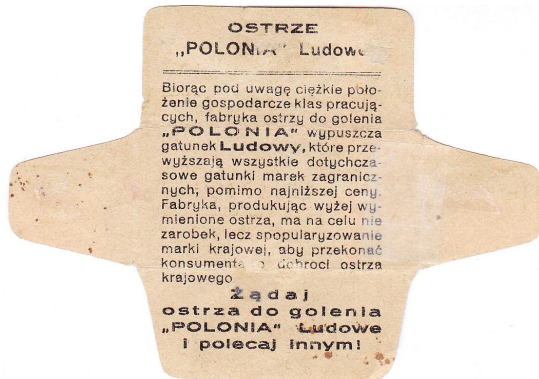 OSTRZE
„POLONIA" Ludowe
Biorąc pod uwagę ciężkie poło-
żenie gospodarcze klas pracują-
cych, fabryka ostrzy do golenia
„POLONIA" wypuszcza
gatunek Ludowy, które prze-
wyższają wszystkie dotychcza-
sowe gatunki marek zagranicz-
nych, pomimo najniższej ceny.
Fabryka, produkując wyżej wy-
mienione ostrza, ma na celu nie
zarobek, lecz spopularyzowanie
marki krajowej, aby przekonać
konsumenta o dobroci ostrza
krajowego
Żądaj
ostrza do golenia
„POLONIA" Ludowe
i polecaj innym!